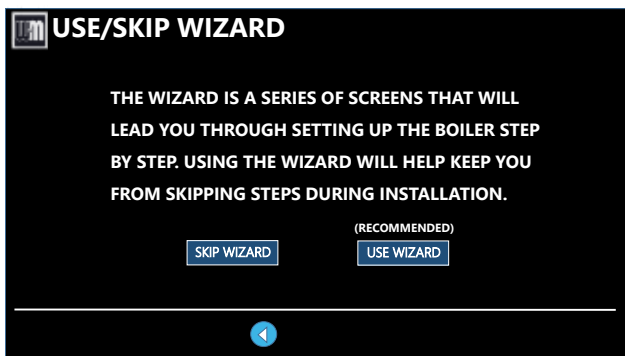 USE/SKIP WIZARD
THE WIZARD IS A SERIES OF SCREENS THAT WILL
LEAD YOU THROUGH SETTING UP THE BOILER STEP
BY STEP. USING THE WIZARD WILL HELP KEEP YOU
FROM SKIPPING STEPS DURING INSTALLATION.
(RECOMMENDED)
SKIP WIZARD USE WIZARD